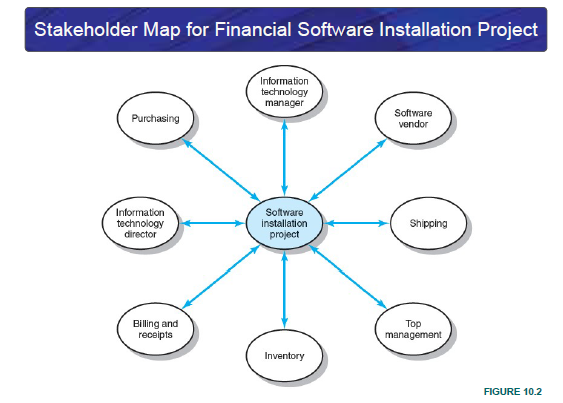 Stakeholder Map for Financial Software Installation Project
Information
technology
manager
Purchasing
Software
vendor
Information
technology
director
Software
installation
project
Shipping
Billing and
receipts
Top
management
Inventory
FIGURE 10.2